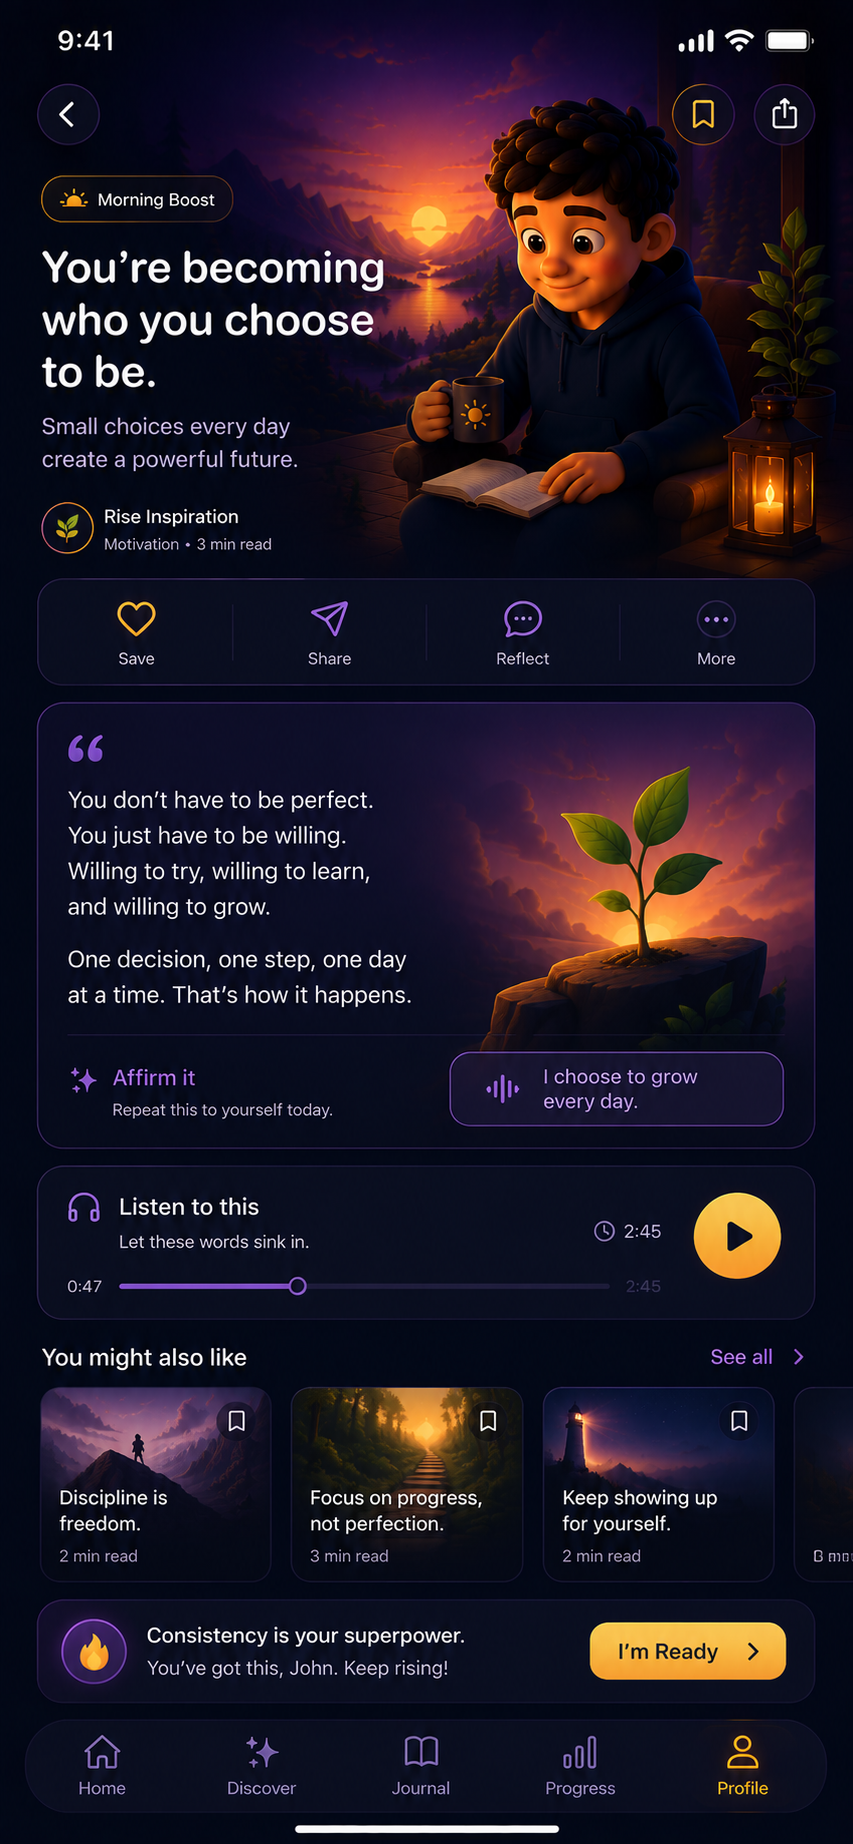 9:41
Morning Boost
You’re becoming
who you choose
to be.
Small choices every day
create a powerful future.
Rise Inspiration
Motivation • 3 min read
Save
Share
Reflect
More
“
You don’t have to be perfect.
You just have to be willing.
Willing to try, willing to learn,
and willing to grow.
One decision, one step, one day
at a time. That’s how it happens.
Affirm it
Repeat this to yourself today.
I choose to grow
every day.
Listen to this
Let these words sink in.
2:45
0:47
2:45
You might also like
See all
Discipline is
freedom.
2 min read
Focus on progress,
not perfection.
3 min read
Keep showing up
for yourself.
2 min read
Consistency is your superpower.
You’ve got this, John. Keep rising!
I’m Ready
Home
Discover
Journal
Progress
Profile